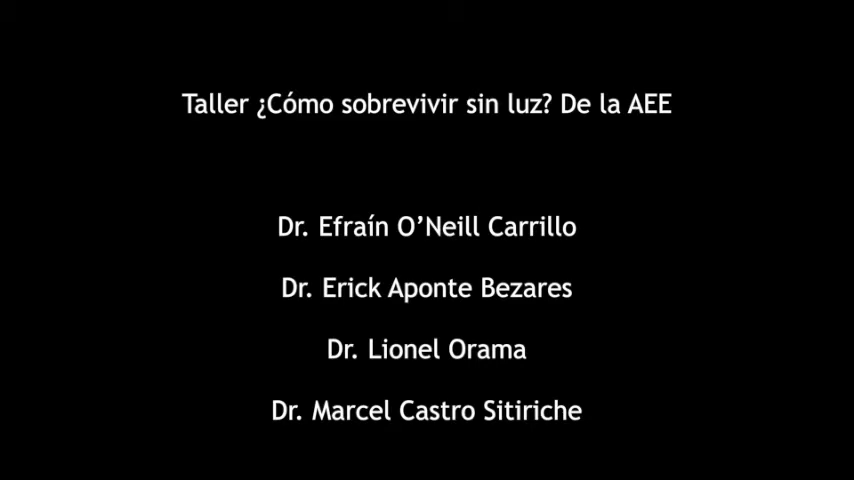 Taller ¿Cómo sobrevivir sin luz? De la AEE
Dr. Efraín O’Neill Carrillo
Dr. Erick Aponte Bezares
Dr. Lionel Orama
Dr. Marcel Castro Sitiriche